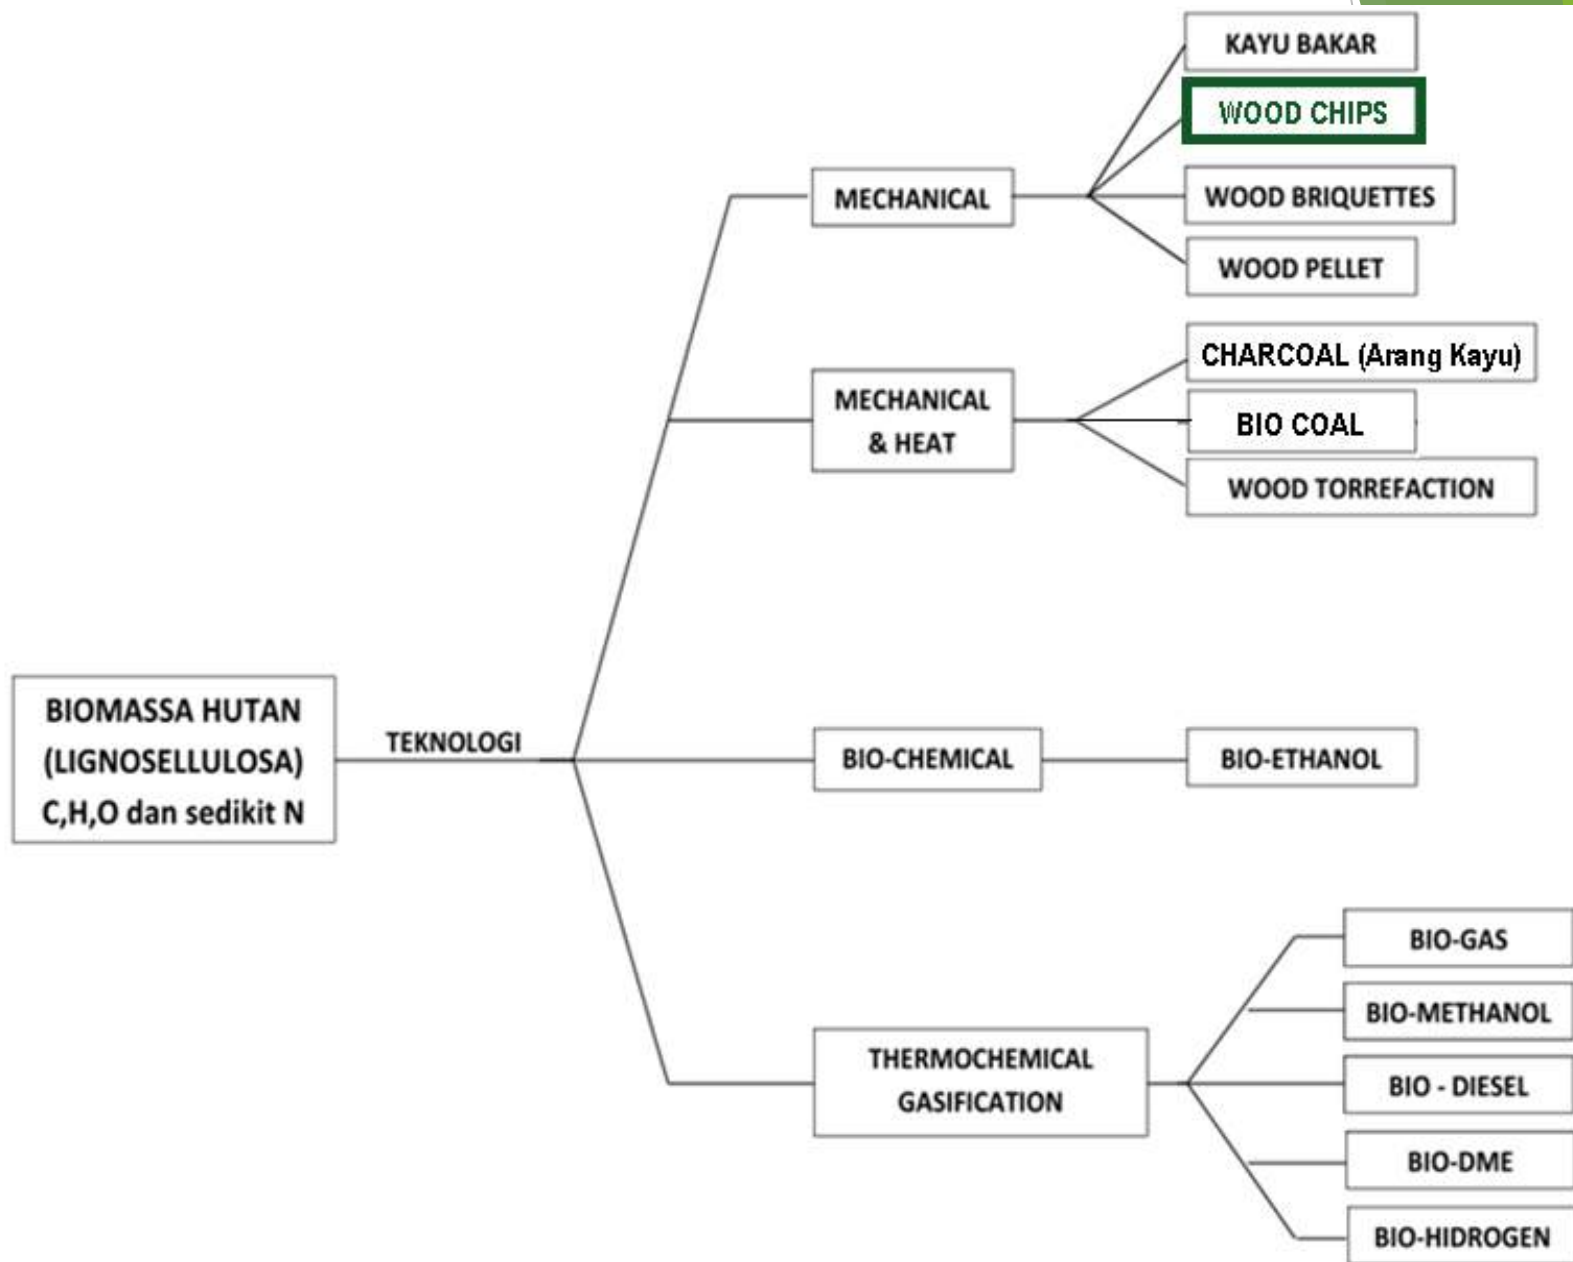 KAYU BAKAR
WOOD CHIPS
MECHANICAL
WOOD BRIQUETTES
WOOD PELLET
CHARCOAL (Arang Kayu)
MECHANICAL
& HEAT
BIO COAL
WOOD TORREFACTION
BIOMASSA HUTAN
(LIGNOSELLULOSA)
C,H,O dan sedikit N
TEKNOLOGI
BIO-CHEMICAL
BIO-ETHANOL
THERMOCHEMICAL
GASIFICATION
BIO-GAS
BIO-METHANOL
BIO - DIESEL
BIO-DME
BIO-HIDROGEN